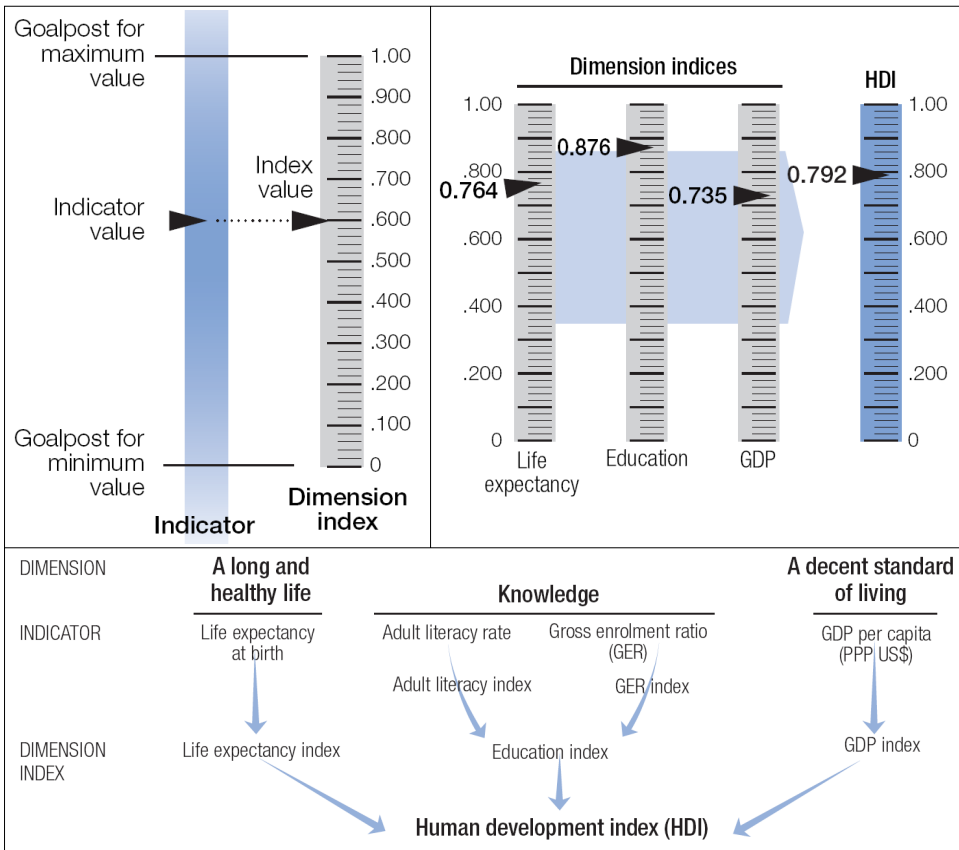 Goalpost for
maximum
value
1.00
.900
.800
.700
.600
.500
.400
.300
.200
.100
0
Index
value
Indicator
value
Goalpost for
minimum
value
Indicator
Dimension
index
Dimension indices
HDI
1.00
.800
.600
.400
.200
0
0.764
0.876
0.735
0.792
1.00
.800
.600
.400
.200
0
Life
expectancy
Education
GDP
DIMENSION
A long and
healthy life
Knowledge
A decent standard
of living
INDICATOR
Life expectancy
at birth
Adult literacy rate
Gross enrolment ratio
(GER)
GDP per capita
(PPP US$)
Adult literacy index
GER index
DIMENSION
INDEX
Life expectancy index
Education index
GDP index
Human development index (HDI)